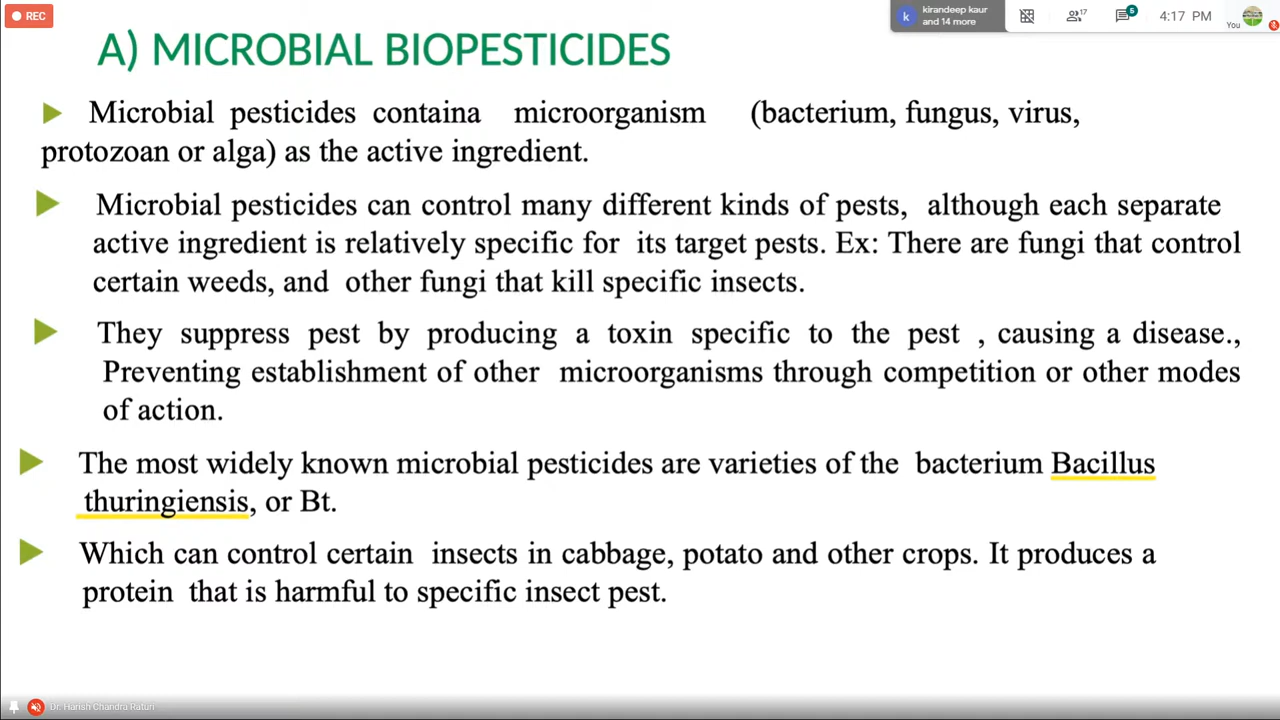 REC
kirandeep kaur
and 14 more
k
17
5
4:17 PM
You
A) MICROBIAL BIOPESTICIDES
Microbial pesticides containa microorganism (bacterium, fungus, virus,
protozoan or alga) as the active ingredient.
Microbial pesticides can control many different kinds of pests, although each separate
active ingredient is relatively specific for its target pests. Ex: There are fungi that control
certain weeds, and other fungi that kill specific insects.
They suppress pest by producing a toxin specific to the pest , causing a disease.,
Preventing establishment of other microorganisms through competition or other modes
of action.
The most widely known microbial pesticides are varieties of the bacterium Bacillus
thuringiensis, or Bt.
Which can control certain insects in cabbage, potato and other crops. It produces a
protein that is harmful to specific insect pest.
Dr. Harish Chandra Raturi